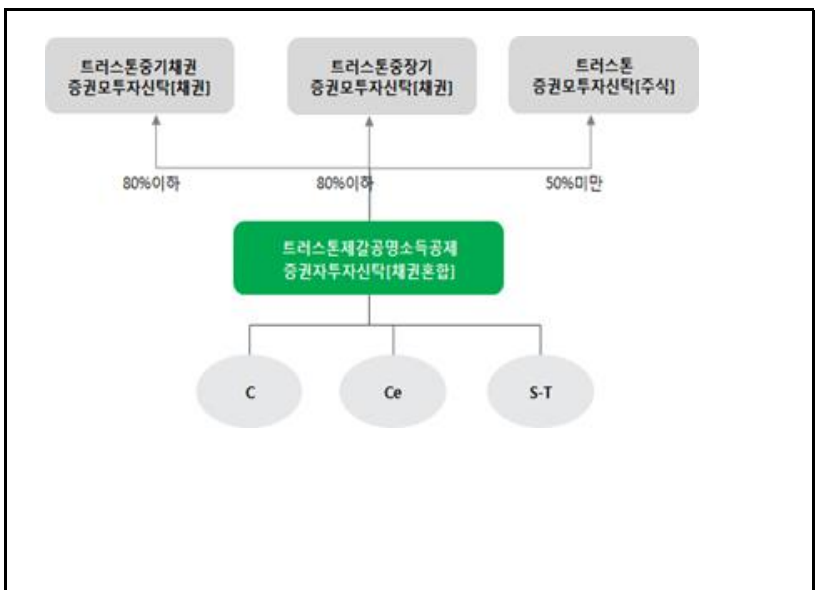 트러스톤중기채권
증권모투자신탁[채권]
트러스톤중장기
증권모투자신탁[채권]
트러스톤
증권모투자신탁[주식]
80%이하
80%이하
50%미만
트러스톤제갈공명소득공제
증권자투자신탁[채권혼합]
C
Ce
S-T